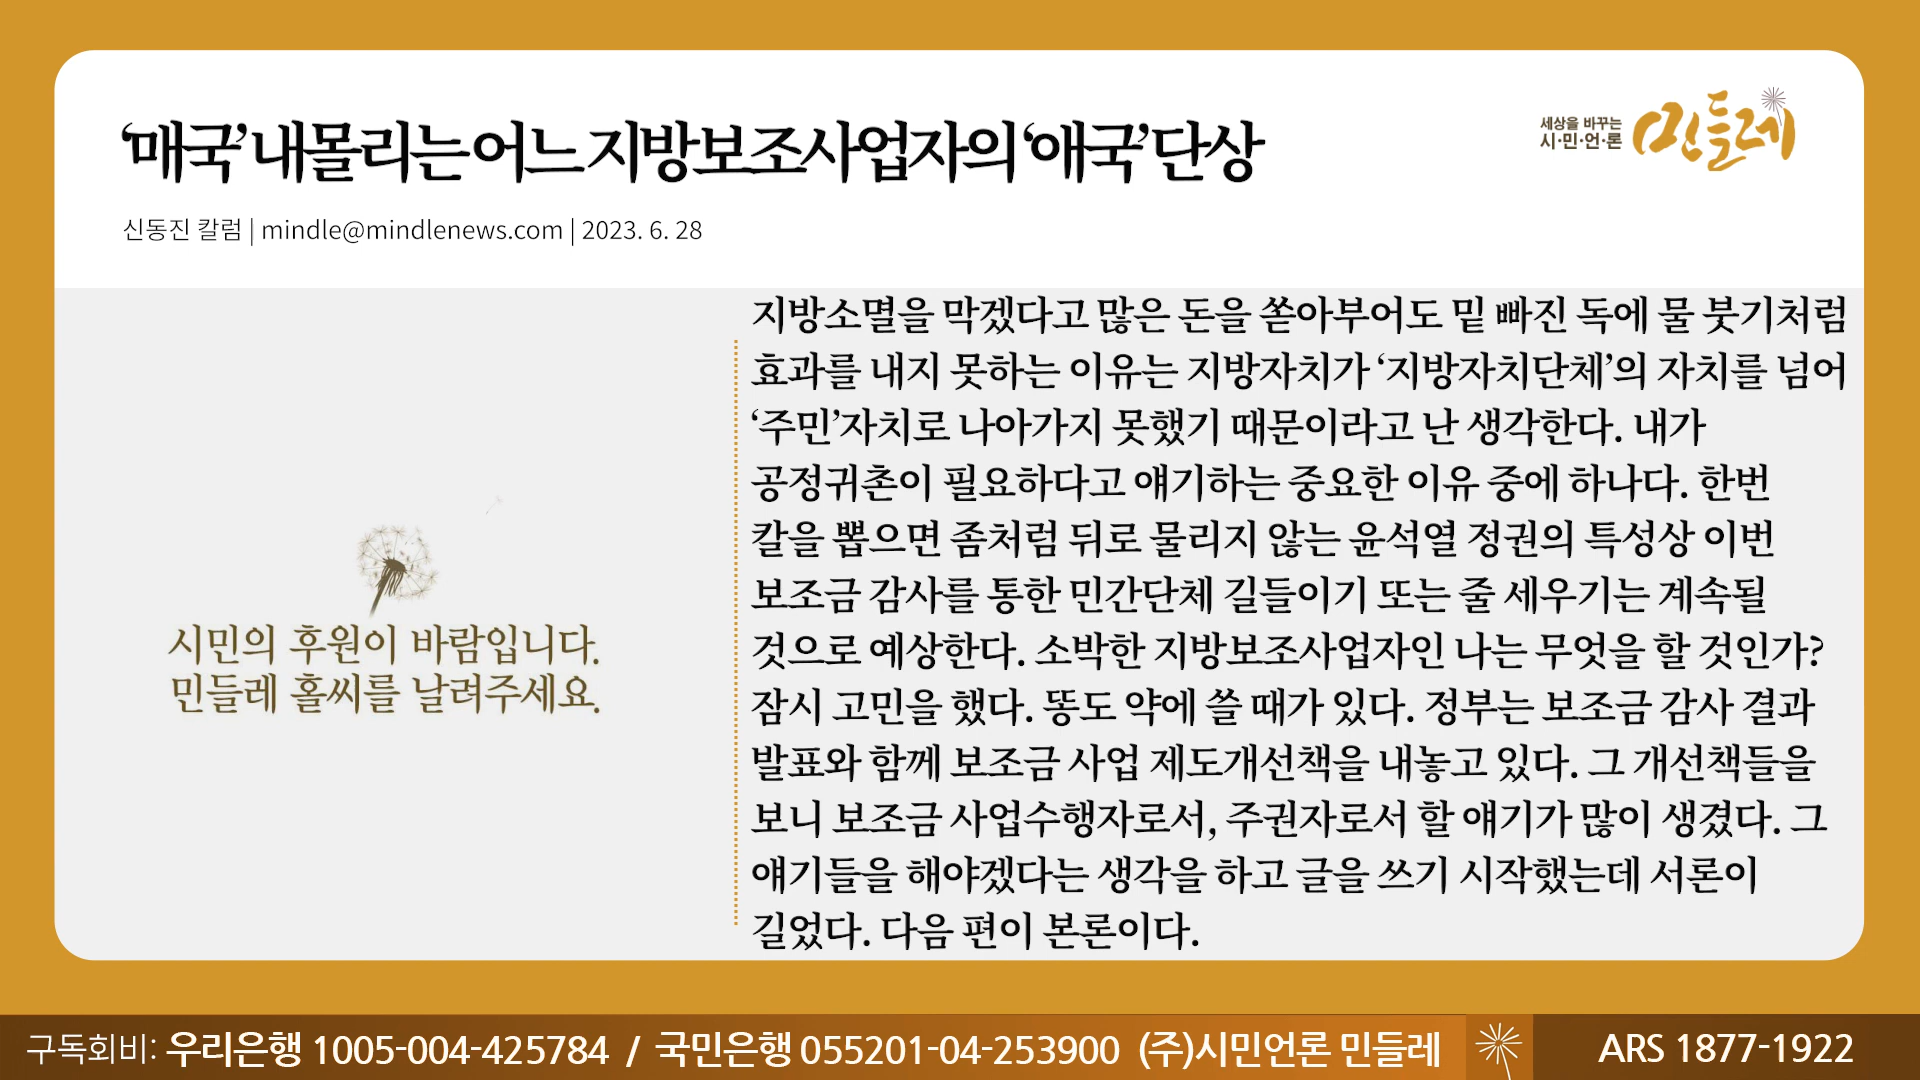 ‘매국’ 내몰리는 어느 지방보조사업자의 ‘애국’ 단상
세상을 바꾸는
시·민·언·론
민들레
신동진 칼럼 | mindle@mindlenews.com | 2023. 6. 28
지방소멸을 막겠다고 많은 돈을 쏟아부어도 밑 빠진 독에 물 붓기처럼
효과를 내지 못하는 이유는 지방자치가 ‘지방자치단체’의 자치를 넘어
‘주민’자치로 나아가지 못했기 때문이라고 난 생각한다. 내가
공정귀촌이 필요하다고 얘기하는 중요한 이유 중에 하나다. 한번
칼을 뽑으면 좀처럼 뒤로 물리지 않는 윤석열 정권의 특성상 이번
보조금 감사를 통한 민간단체 길들이기 또는 줄 세우기는 계속될
것으로 예상한다. 소박한 지방보조사업자인 나는 무엇을 할 것인가?
잠시 고민을 했다. 똥도 약에 쓸 때가 있다. 정부는 보조금 감사 결과
발표와 함께 보조금 사업 제도개선책을 내놓고 있다. 그 개선책들을
보니 보조금 사업수행자로서, 주권자로서 할 얘기가 많이 생겼다. 그
얘기들을 해야겠다는 생각을 하고 글을 쓰기 시작했는데 서론이
길었다. 다음 편이 본론이다.
시민의 후원이 바람입니다.
민들레 홀씨를 날려주세요.
구독회비: 우리은행 1005-004-425784 / 국민은행 055201-04-253900 (주)시민언론 민들레
ARS 1877-1922